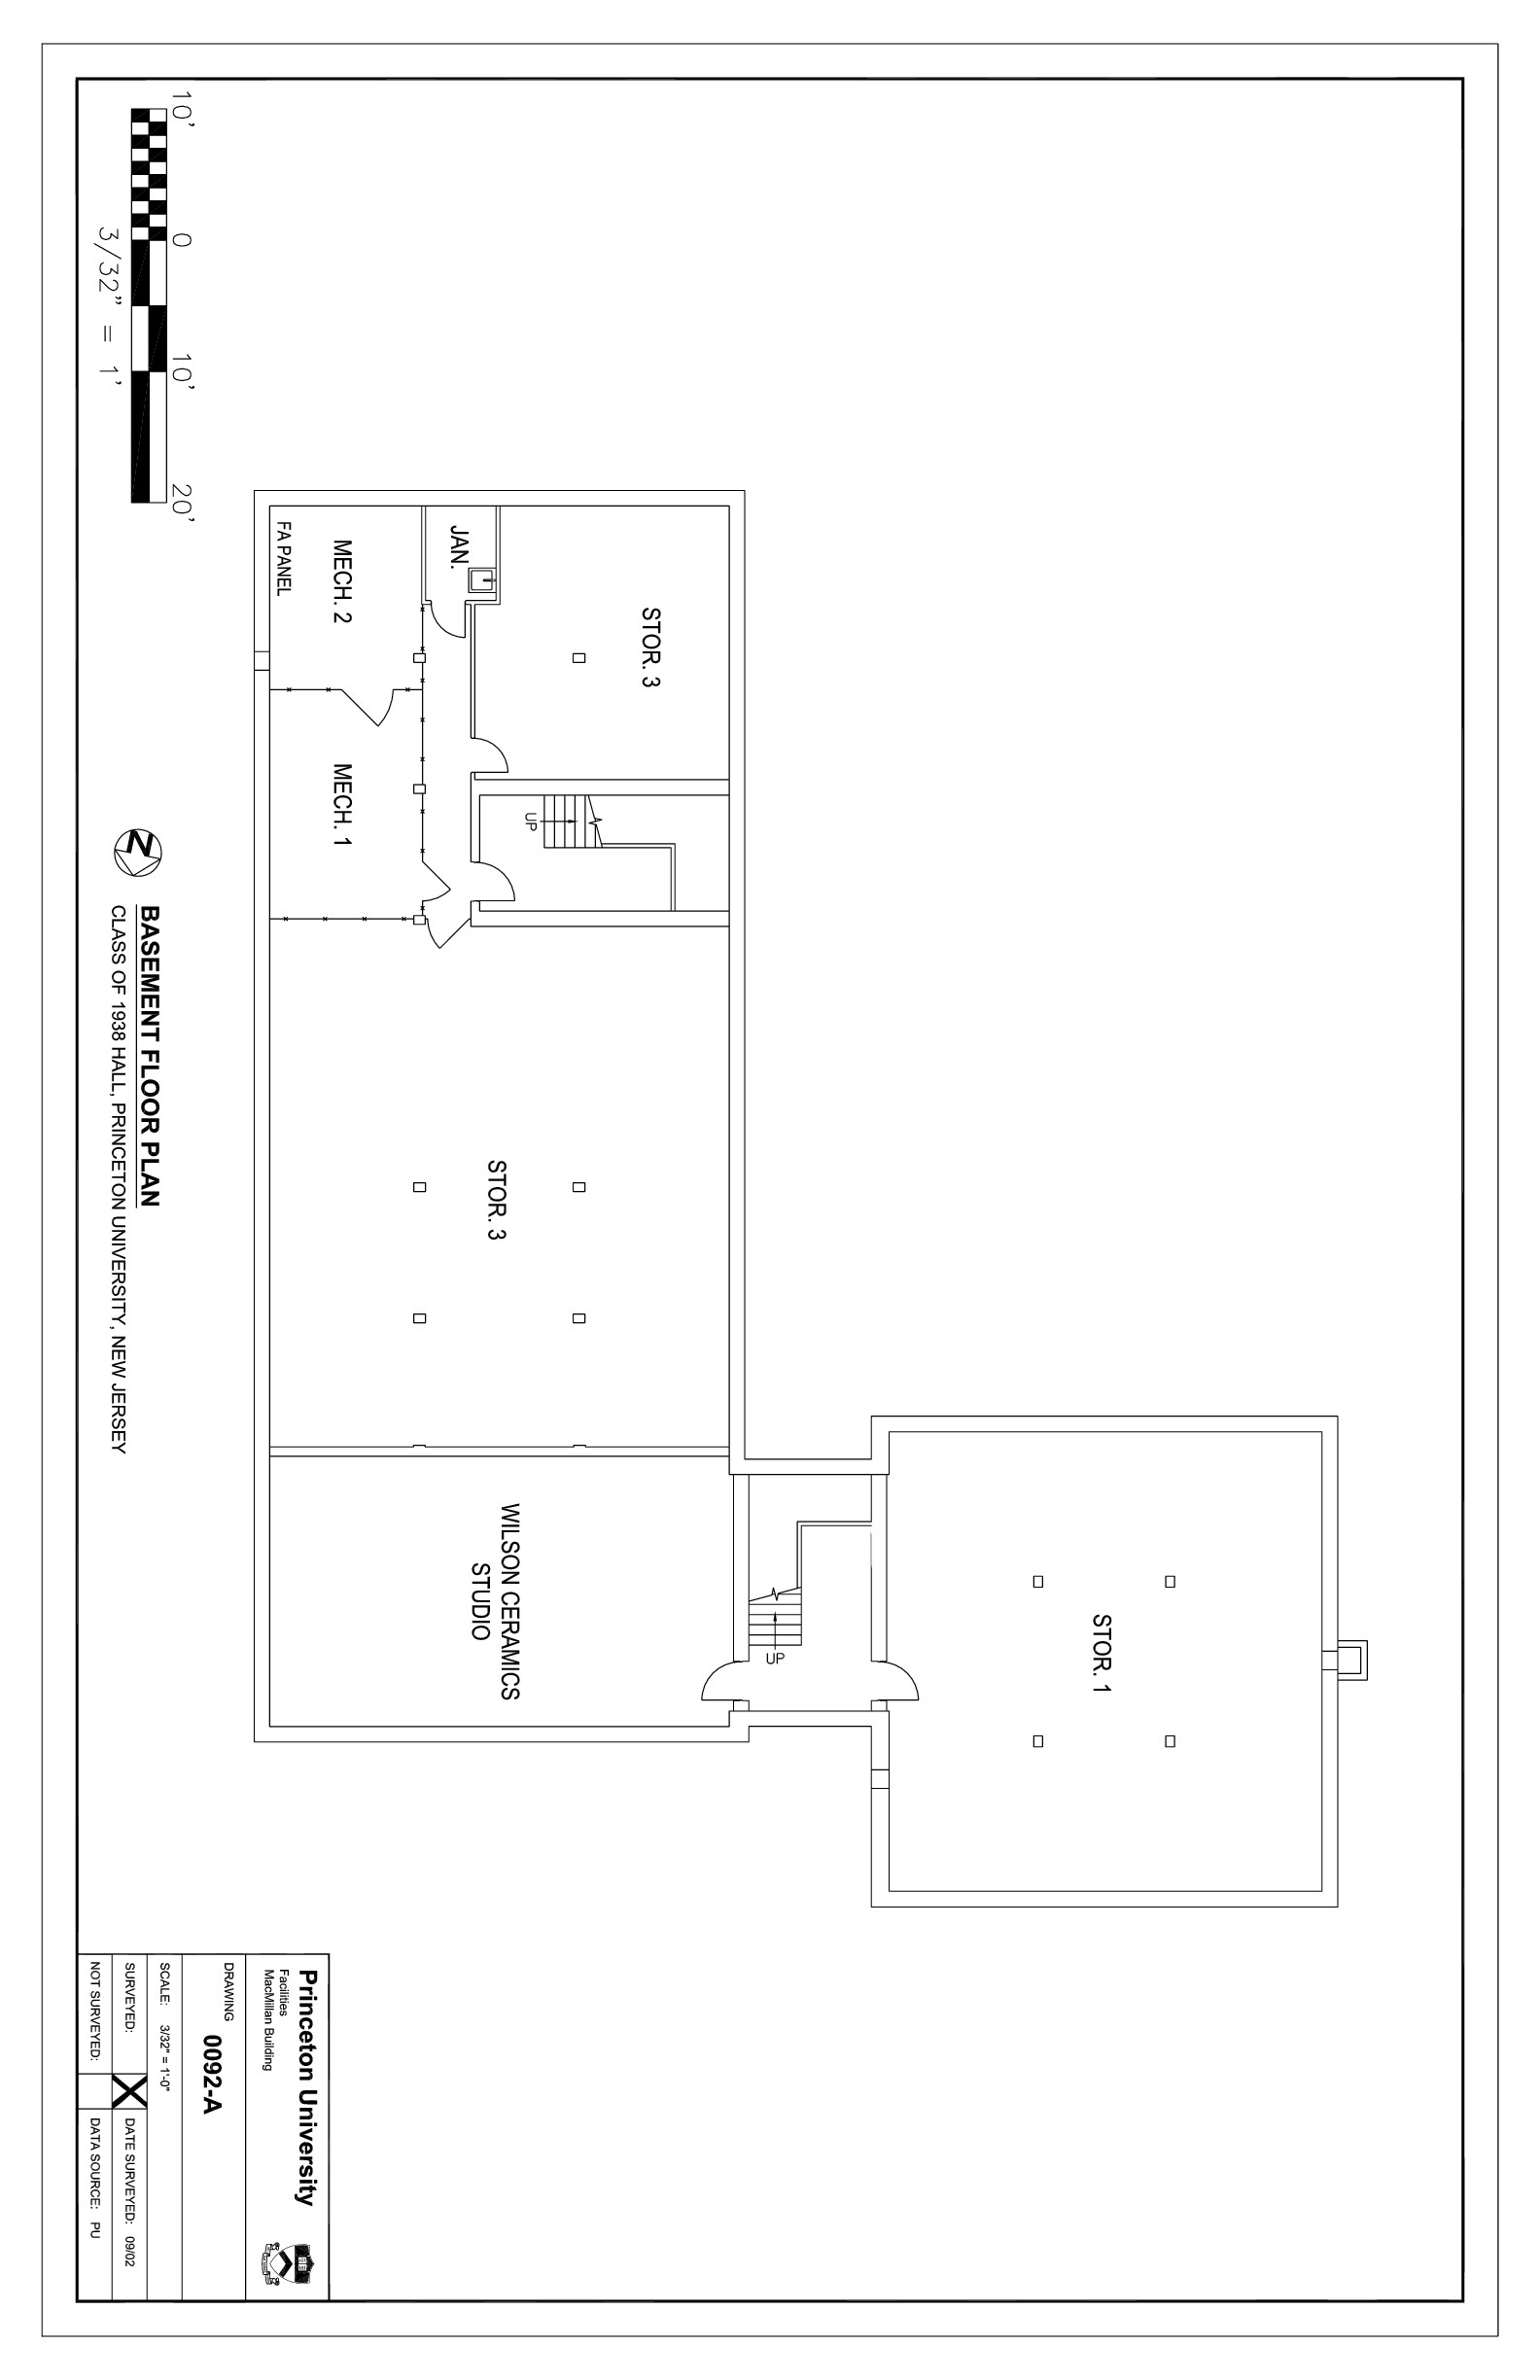 STOR. 1
STOR. 3
JAN.
MECH. 2
FA PANEL
MECH. 1
UP
STOR. 3
WILSON CERAMICS
STUDIO
UP
10' 0 10' 20'
3/32" = 1'
N
BASEMENT FLOOR PLAN
CLASS OF 1938 HALL, PRINCETON UNIVERSITY, NEW JERSEY
Princeton University
Facilities
MacMillan Building
DRAWING
0092-A
SCALE: 3/32" = 1'-0"
SURVEYED: X DATE SURVEYED: 09/02
NOT SURVEYED: DATA SOURCE: PU